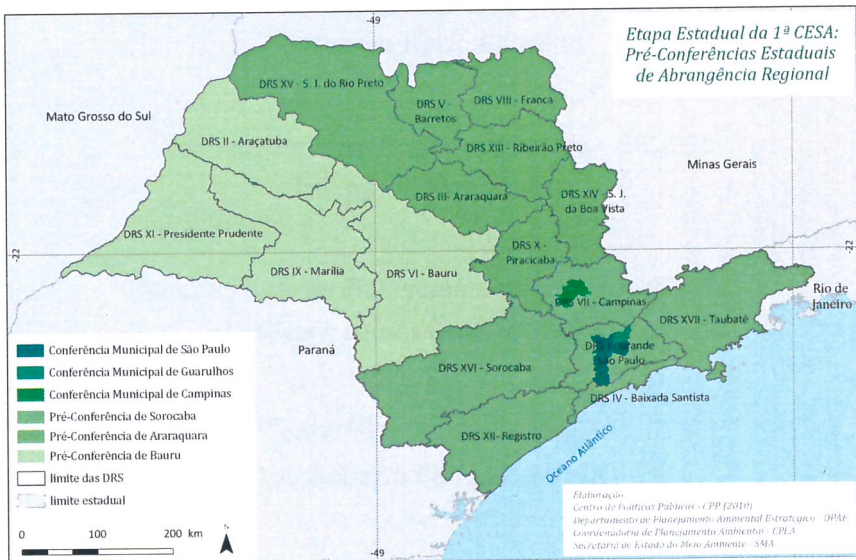 -49
Etapa Estadual da 1ª CESA:
Pré-Conferências Estaduais
de Abrangência Regional
DRS XV - S. J. do Rio Preto
DRS V -
Barretos
DRS VIII - Franca
Mato Grosso do Sul
DRS II - Araçatuba
DRS XIII - Ribeirão Preto
Minas Gerais
DRS III- Araraquara
DRS XIV - S. J.
da Boa Vista
-22
DRS XI - Presidente Prudente
DRS IX - Marília
DRS VI - Bauru
DRS X -
Piracicaba
-22
DRS VII - Campinas
Rio de
Janeiro
DRS XVII - Taubaté
Conferência Municipal de São Paulo
Conferência Municipal de Guarulhos
Conferência Municipal de Campinas
Pré-Conferência de Sorocaba
Pré-Conferência de Araraquara
Pré-Conferência de Bauru
limite das DRS
limite estadual
Paraná
DRS XVI - Sorocaba
DRS I - Grande
São Paulo
DRS IV - Baixada Santista
DRS XII- Registro
Oceano Atlântico
0 100 200 km
N
-49
Elaboração:
Centro de Políticas Públicas - CPP (2010)
Departamento de Planejamento Ambiental Estratégico - DPAE
Coordenadoria de Planejamento Ambiental - CPLA
Secretaria de Estado do Meio Ambiente - SMA